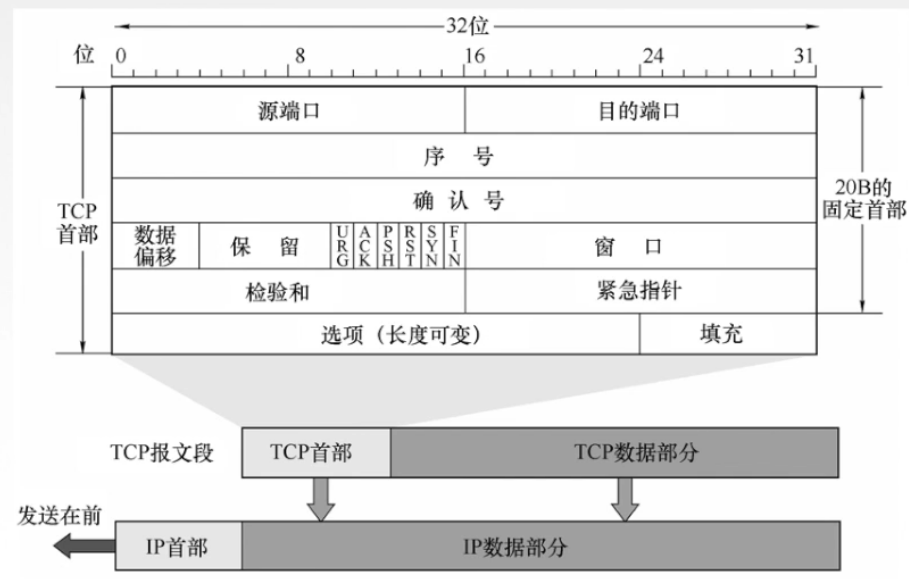 32位
位 0 8 16 24 31
源端口 目的端口
序 号
确 认 号
TCP
首部
20B的
固定首部
数据
偏移
保 留
URG
ACK
PSH
RST
SYN
FIN
窗 口
检验和 紧急指针
选项（长度可变） 填充
TCP报文段 TCP首部 TCP数据部分
发送在前
IP首部 IP数据部分